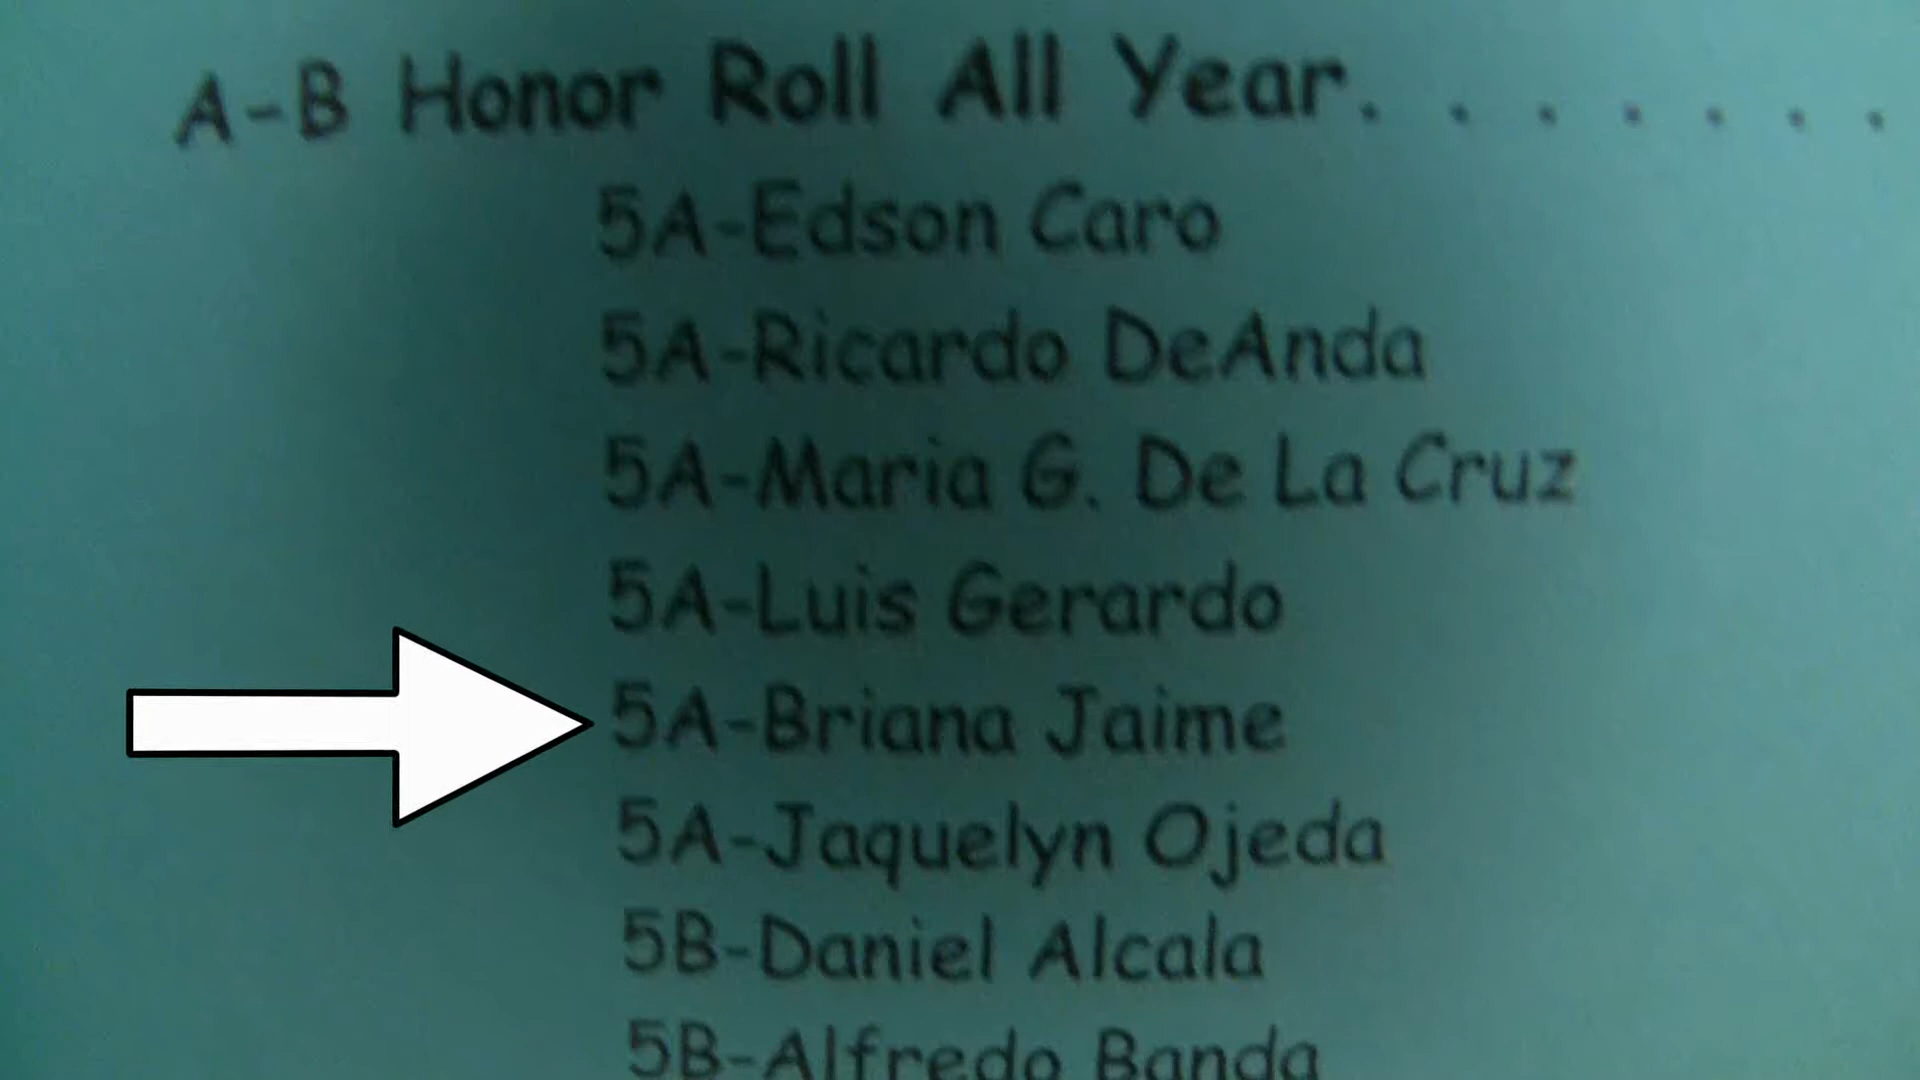 A-B Honor Roll All Year. . . . . . .
5A-Edson Caro
5A-Ricardo DeAnda
5A-Maria G. De La Cruz
5A-Luis Gerardo
5A-Briana Jaime
5A-Jaquelyn Ojeda
5B-Daniel Alcala
5B-Alfredo Banda